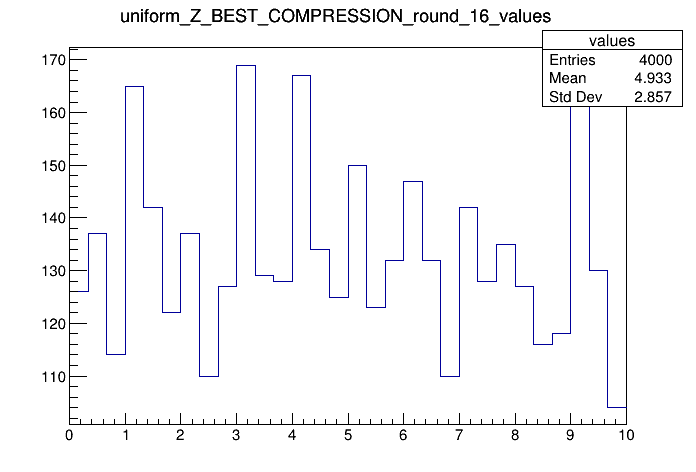 uniform_Z_BEST_COMPRESSION_round_16_values
values
Entries 4000
Mean 4.933
Std Dev 2.857
170
160
150
140
130
120
110
0 1 2 3 4 5 6 7 8 9 10